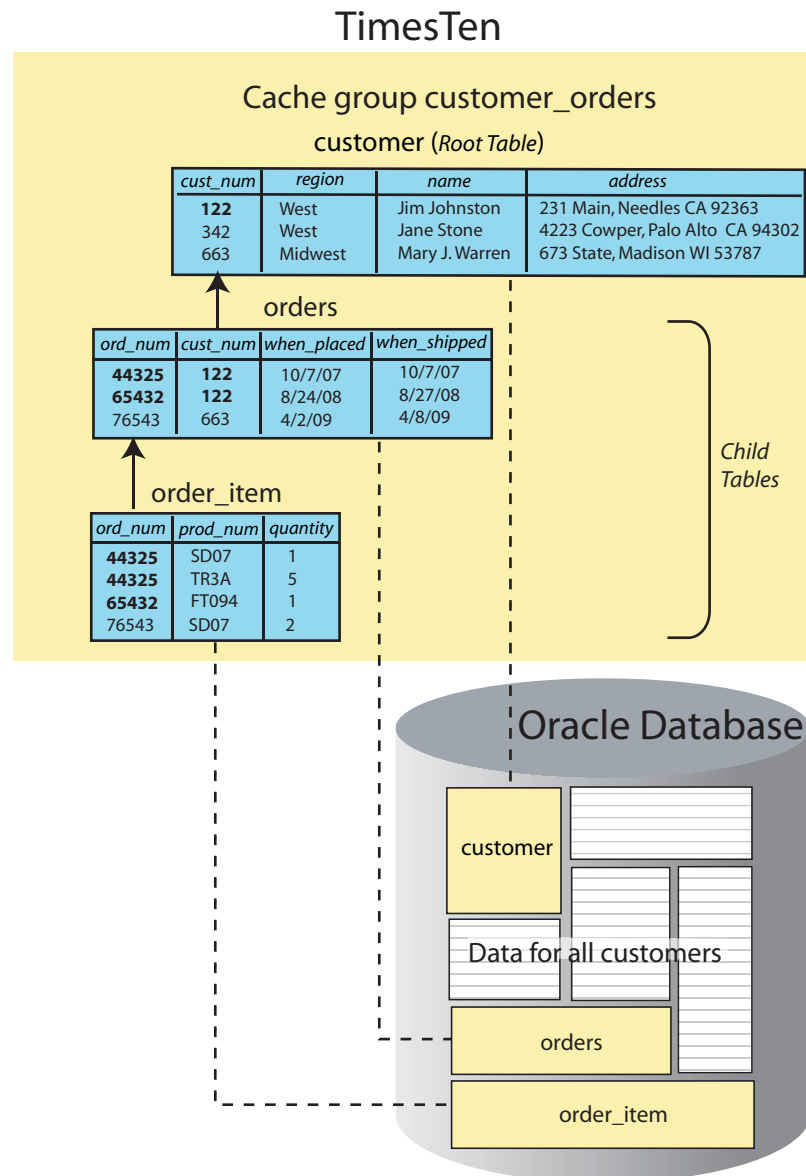 TimesTen
Cache group customer_orders
customer (Root Table)
cust_num region name address
122 West Jim Johnston 231 Main, Needles CA 92363
342 West Jane Stone 4223 Cowper, Palo Alto CA 94302
663 Midwest Mary J. Warren 673 State, Madison WI 53787
orders
ord_num cust_num when_placed when_shipped
44325 122 10/7/07 10/7/07
65432 122 8/24/08 8/27/08
76543 663 4/2/09 4/8/09
Child
Tables
order_item
ord_num prod_num quantity
44325 SD07 1
44325 TR3A 5
65432 FT094 1
76543 SD07 2
Oracle Database
customer
Data for all customers
orders
order_item